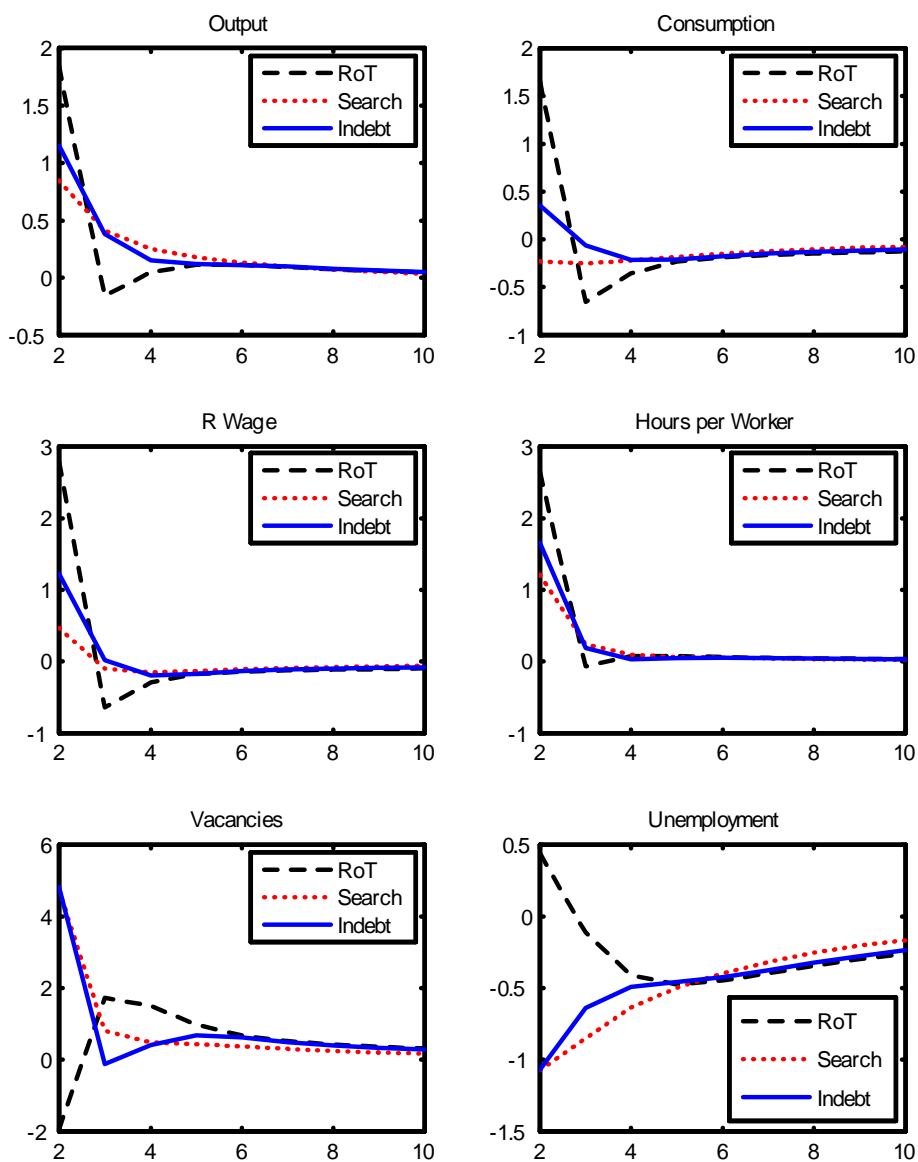 Output
2
1.5
1
0.5
0
-0.5
2 4 6 8 10
RoT
Search
Indebt
Consumption
2
1.5
1
0.5
0
-0.5
-1
2 4 6 8 10
RoT
Search
Indebt
R Wage
3
2
1
0
-1
2 4 6 8 10
RoT
Search
Indebt
Hours per Worker
3
2
1
0
-1
2 4 6 8 10
RoT
Search
Indebt
Vacancies
6
4
2
0
-2
2 4 6 8 10
RoT
Search
Indebt
Unemployment
0.5
0
-0.5
-1
-1.5
2 4 6 8 10
RoT
Search
Indebt